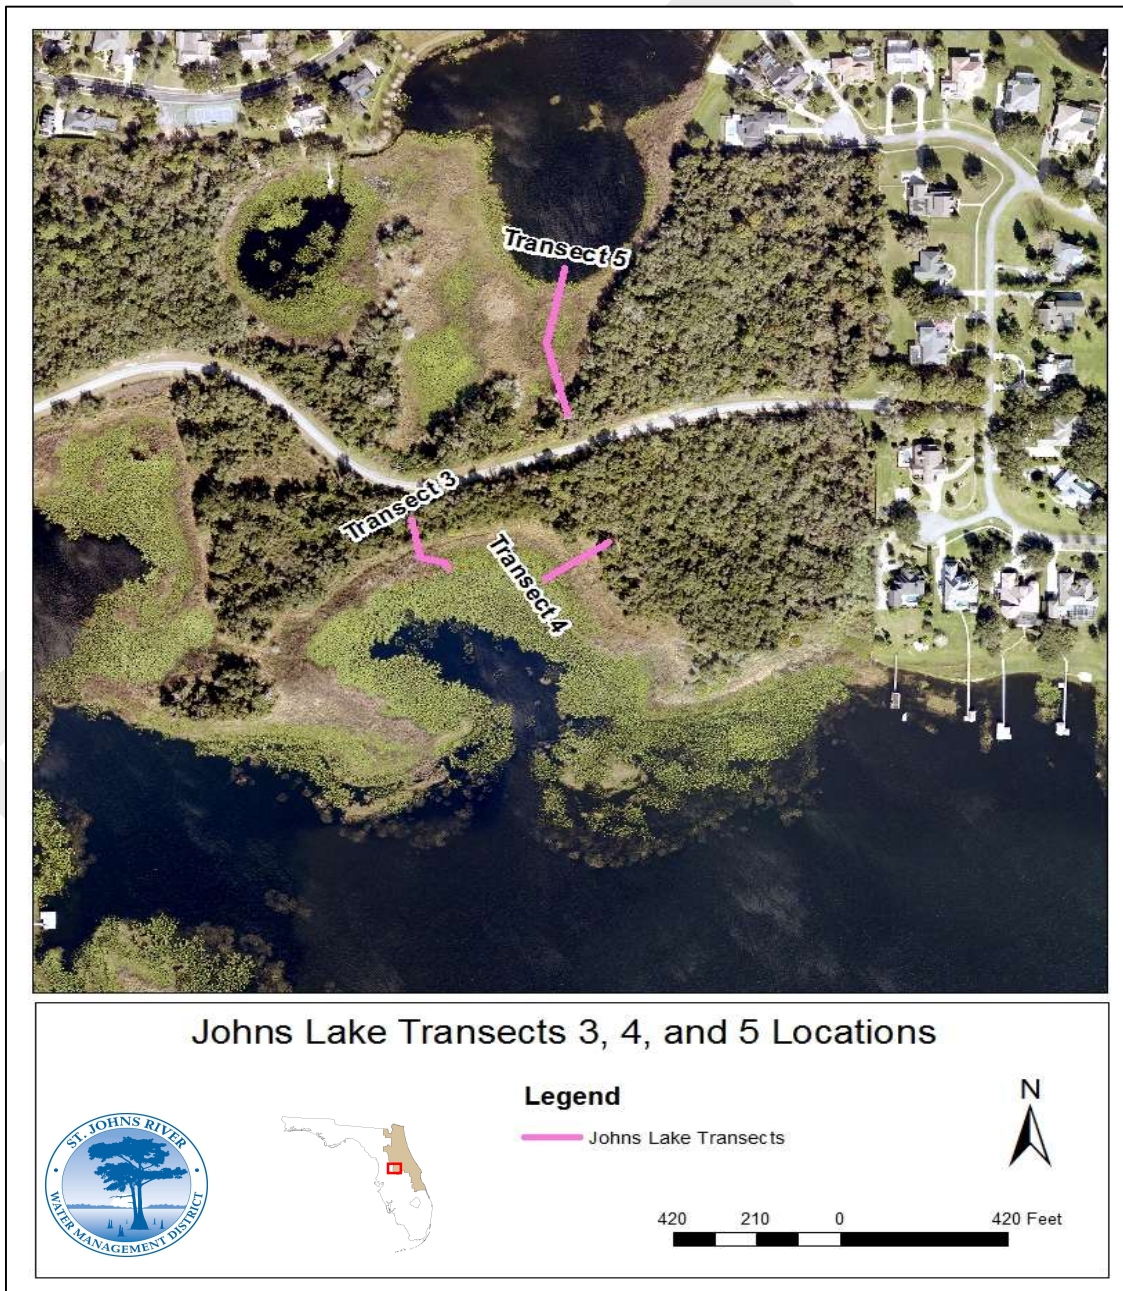 Transect 5
Transect 3
Transect 4
Johns Lake Transects 3, 4, and 5 Locations
Legend
Johns Lake Transects
N
ST. JOHNS RIVER
WATER MANAGEMENT DISTRICT
420 210 0 420 Feet